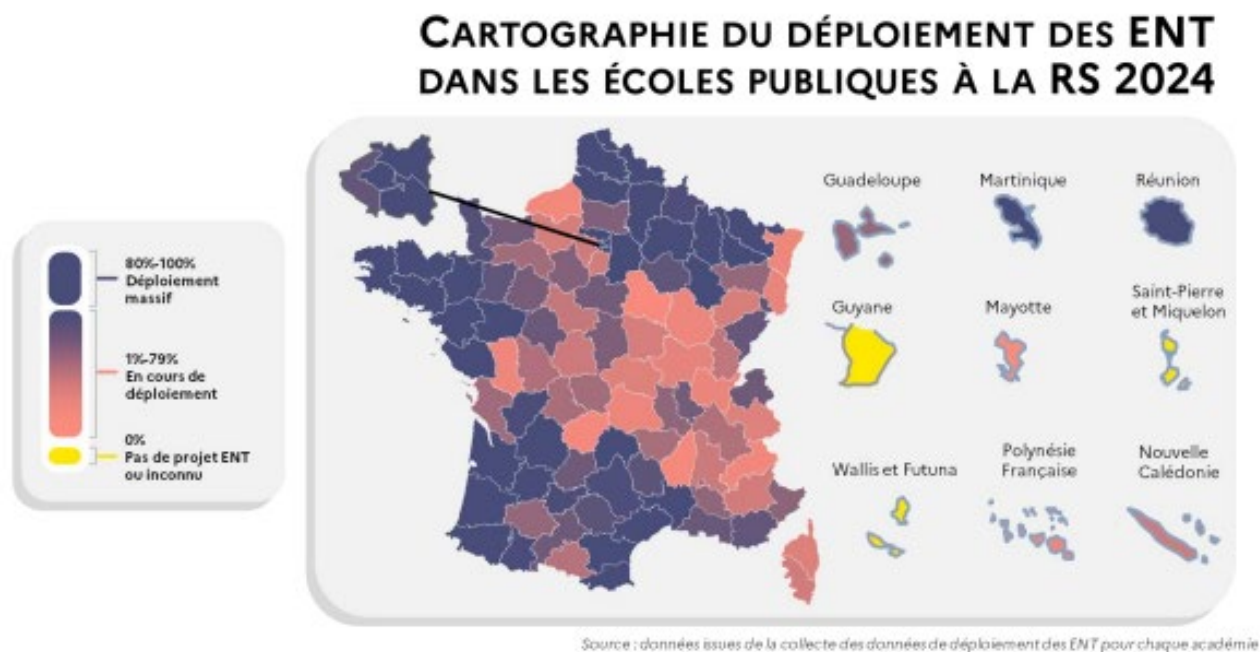 CARTOGRAPHIE DU DÉPLOIEMENT DES ENT
DANS LES ÉCOLES PUBLIQUES À LA RS 2024
80%-100%
Déploiement
massif
1%-79%
En cours de
déploiement
0%
Pas de projet ENT
ou inconnu
Guadeloupe
Martinique
Réunion
Guyane
Mayotte
Saint-Pierre
et Miquelon
Wallis et Futuna
Polynésie
Française
Nouvelle
Calédonie
Source : données issues de la collecte des données de déploiement des ENT pour chaque académie